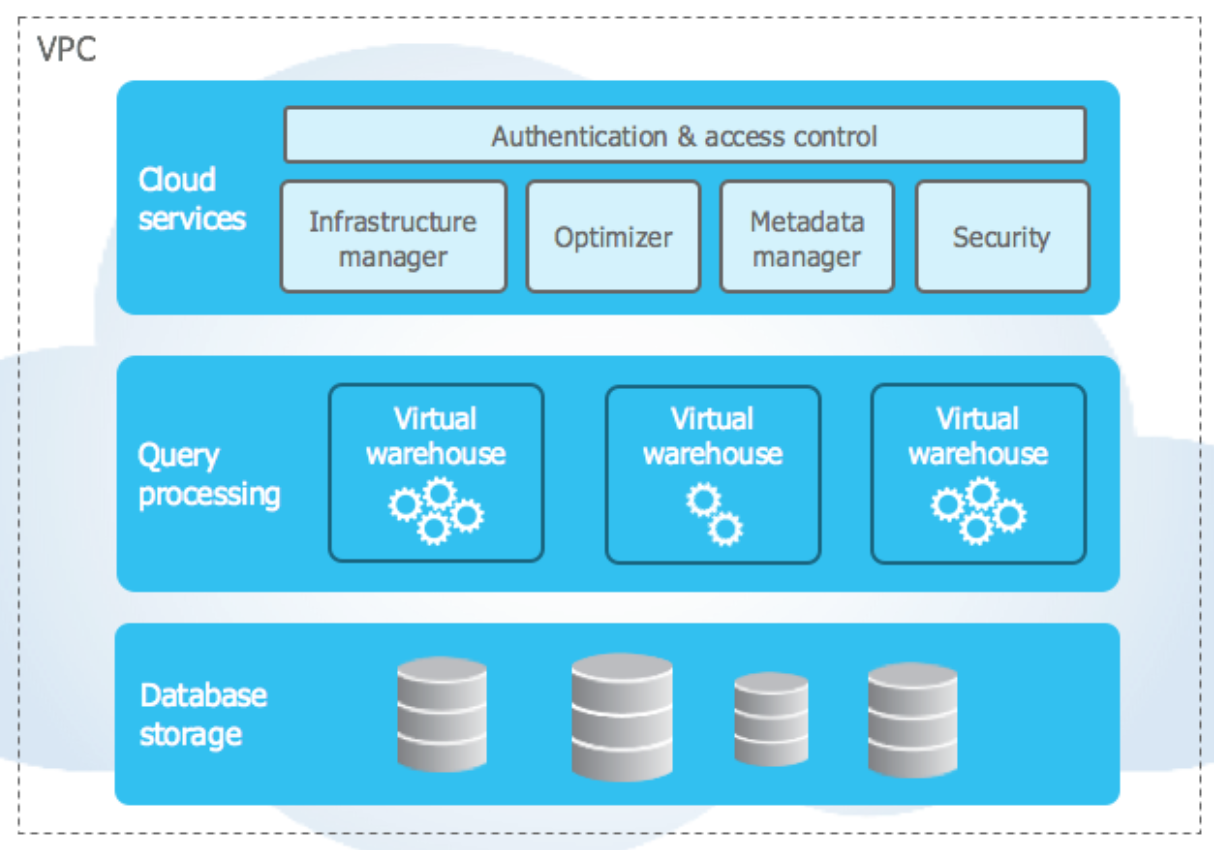 VPC
Authentication & access control
Cloud
services
Infrastructure
manager
Optimizer
Metadata
manager
Security
Query
processing
Virtual
warehouse
Virtual
warehouse
Virtual
warehouse
Database
storage